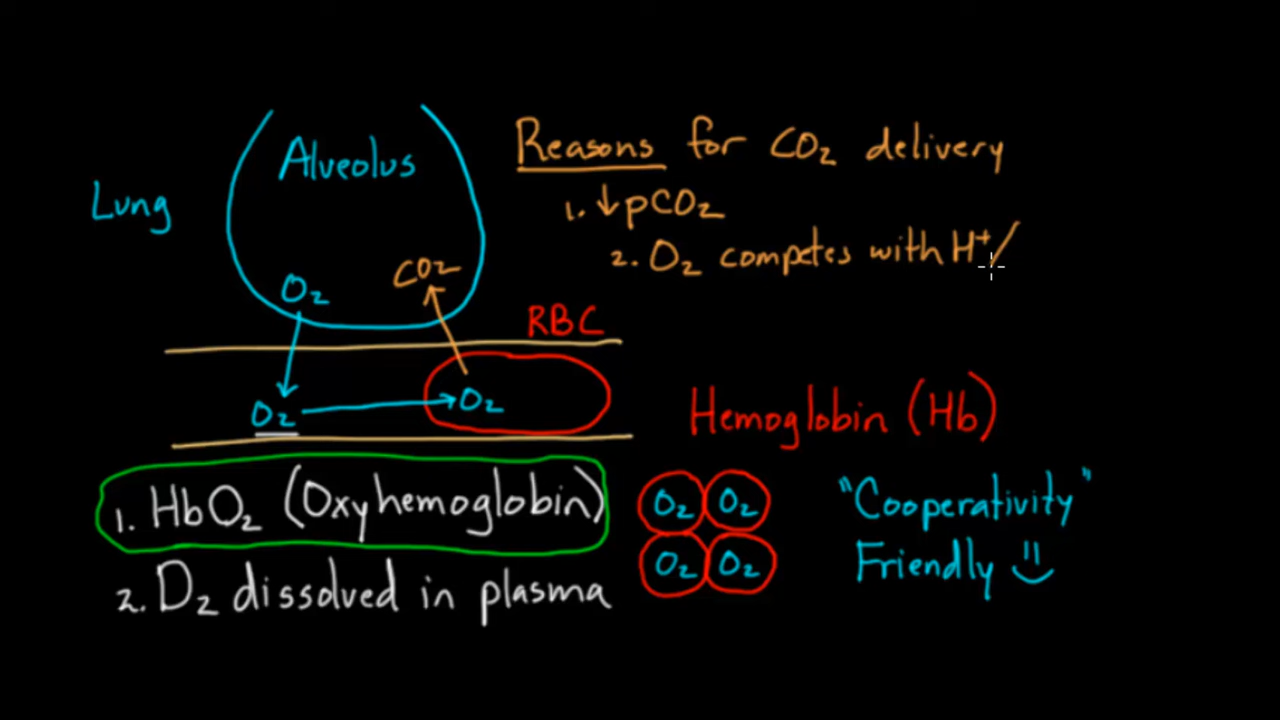 Reasons for CO₂ delivery
Alveolus
Lung
1. ↓pCO₂
2. O₂ competes with H⁺/
CO₂
O₂
RBC
O₂
O₂
Hemoglobin (Hb)
1. HbO₂ (Oxyhemoglobin)
O₂ O₂
"Cooperativity"
O₂ O₂
Friendly
2. O₂ dissolved in plasma